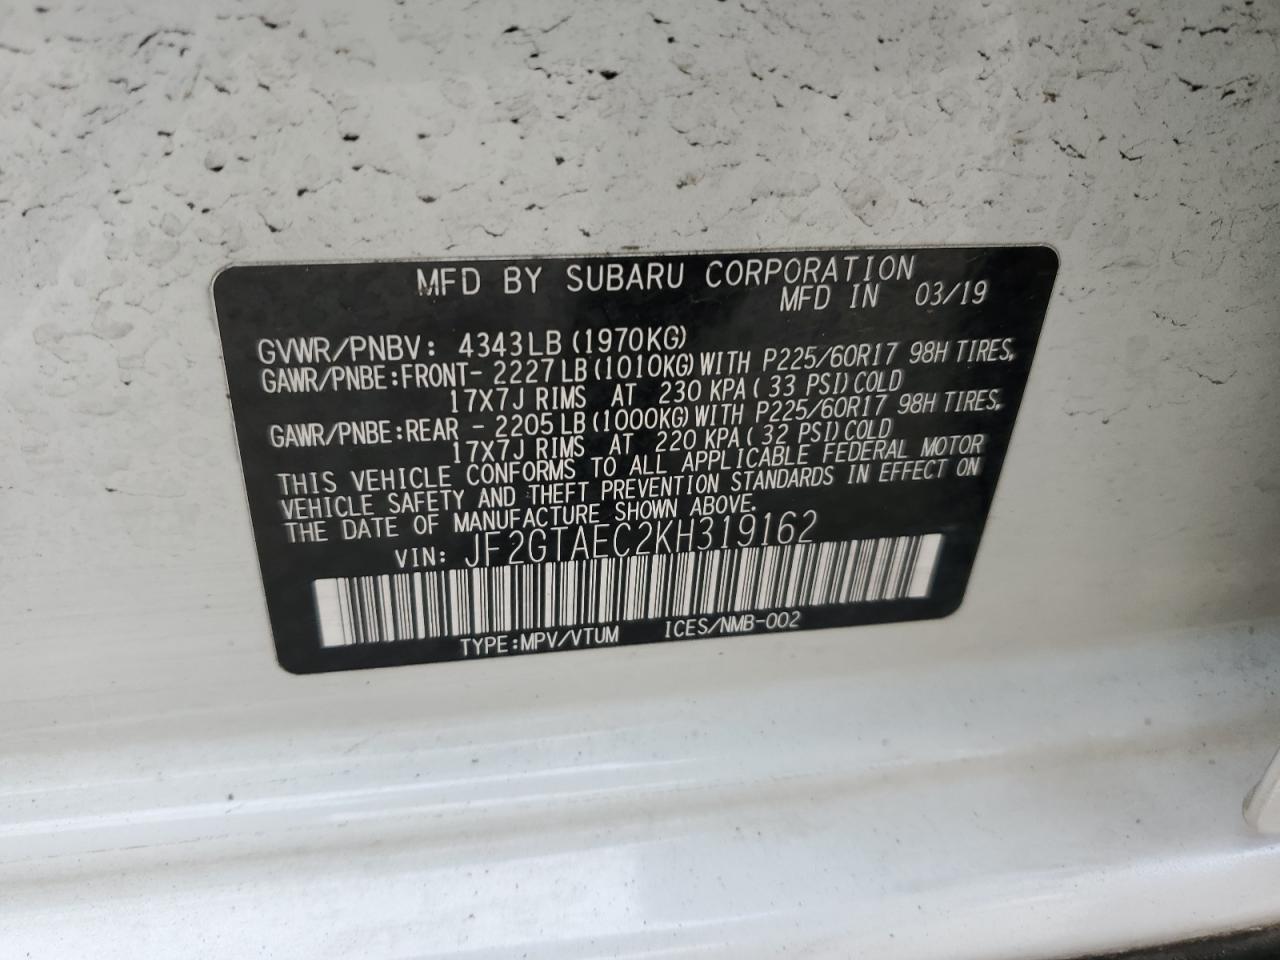 MFD BY SUBARU CORPORATION
MFD IN 03/19
GVWR/PNBV: 4343LB (1970KG)
GAWR/PNBE:FRONT- 2227LB (1010KG) WITH P225/60R17 98H TIRES,
17X7J RIMS AT 230 KPA ( 33 PSI) COLD
GAWR/PNBE:REAR - 2205LB (1000KG) WITH P225/60R17 98H TIRES,
17X7J RIMS AT 220 KPA ( 32 PSI) COLD
THIS VEHICLE CONFORMS TO ALL APPLICABLE FEDERAL MOTOR
VEHICLE SAFETY AND THEFT PREVENTION STANDARDS IN EFFECT ON
THE DATE OF MANUFACTURE SHOWN ABOVE.
VIN: JF2GTAEC2KH319162
TYPE:MPV/VTUM ICES/NMB-002